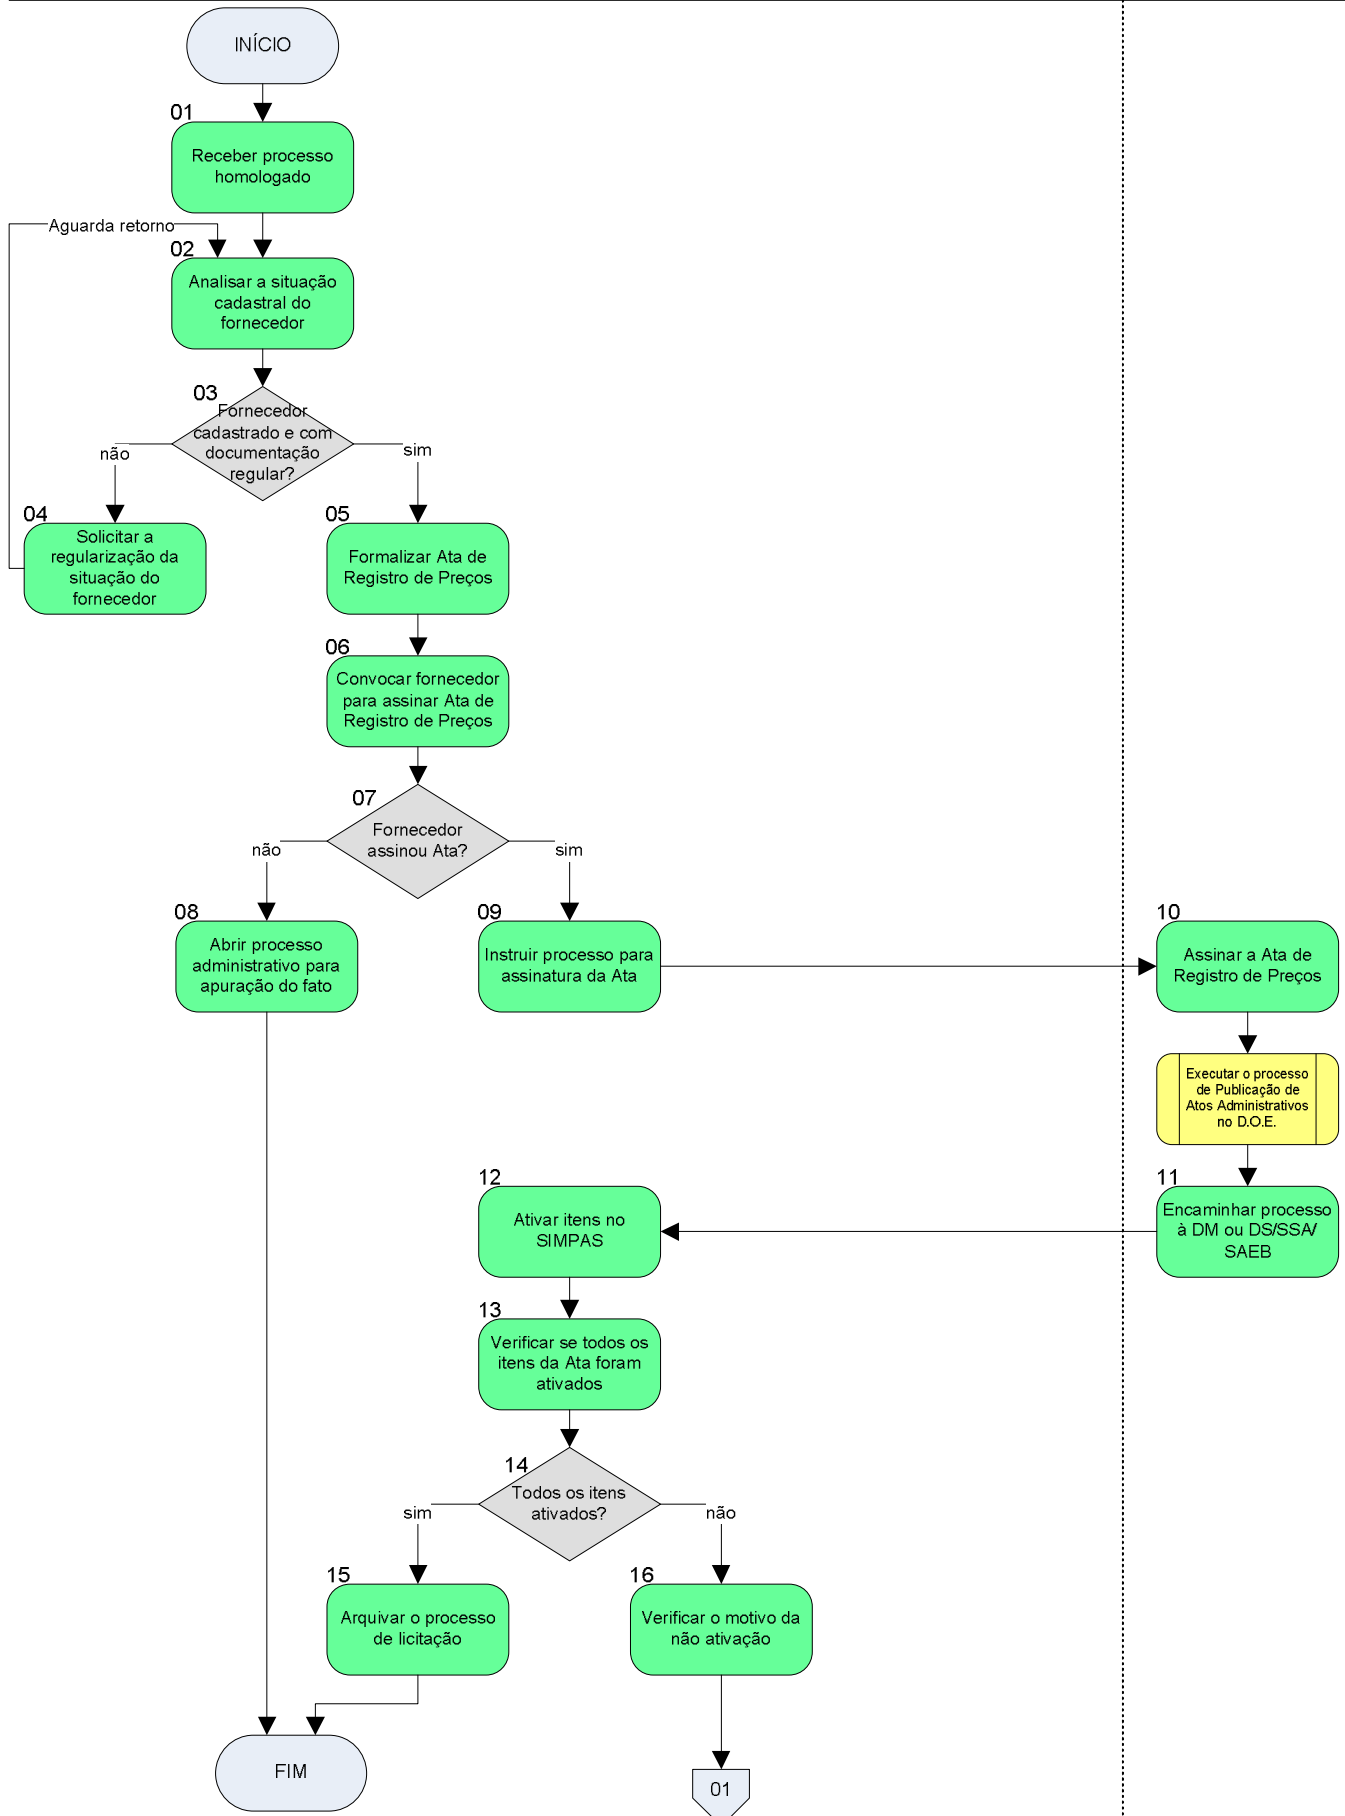 INÍCIO
01
Receber processo
homologado
Aguarda retorno
02
Analisar a situação
cadastral do
fornecedor
03
Fornecedor
cadastrado e com
documentação
regular?
não
sim
04
Solicitar a
regularização da
situação do
fornecedor
05
Formalizar Ata de
Registro de Preços
06
Convocar fornecedor
para assinar Ata de
Registro de Preços
07
Fornecedor
assinou Ata?
não
sim
08
Abrir processo
administrativo para
apuração do fato
09
Instruir processo para
assinatura da Ata
10
Assinar a Ata de
Registro de Preços
Executar o processo
de Publicação de
Atos Administrativos
no D.O.E.
11
Encaminhar processo
à DM ou DS/SSA/
SAEB
12
Ativar itens no
SIMPAS
13
Verificar se todos os
itens da Ata foram
ativados
14
Todos os itens
ativados?
sim
não
15
Arquivar o processo
de licitação
16
Verificar o motivo da
não ativação
FIM
01